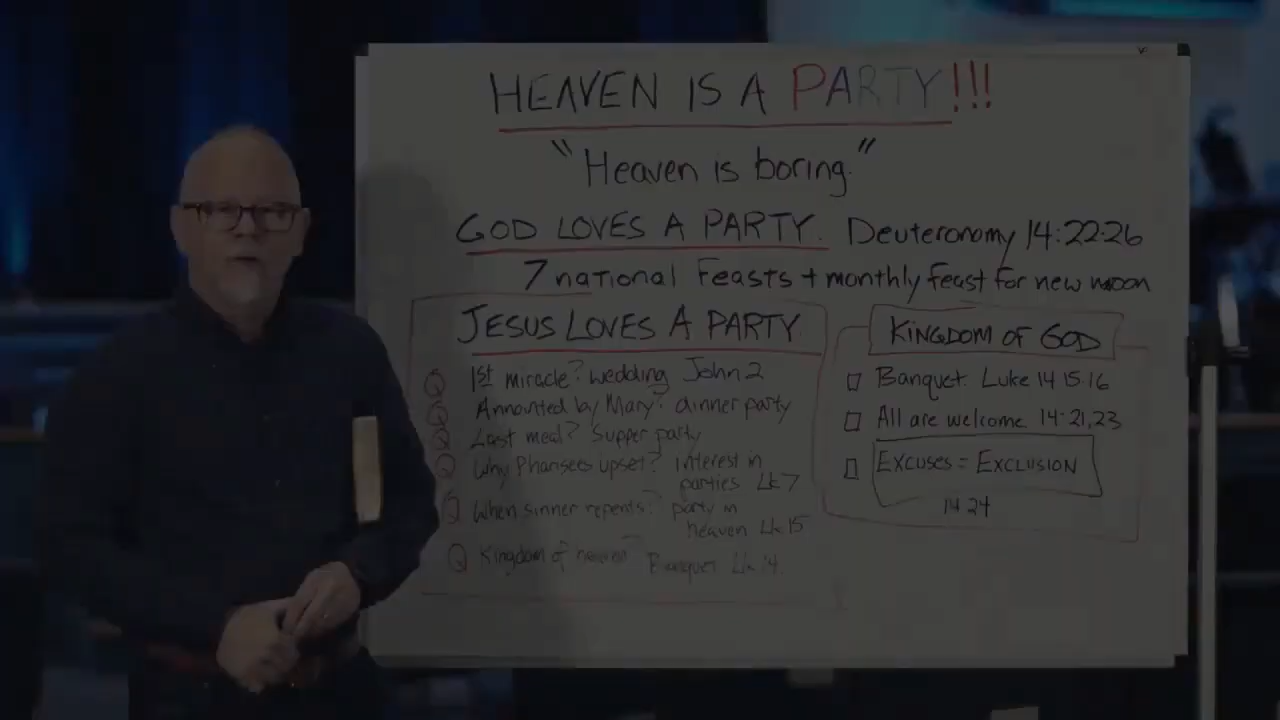 HEAVEN IS A PARTY!!!
"Heaven is boring"
GOD LOVES A PARTY. Deuteronomy 14:22-26
7 national Feasts + monthly feast for new moon
JESUS LOVES A PARTY
Q 1st miracle? wedding John 2
Q Annointed by Mary? dinner party
Q Last meal? Supper party
Q Why Pharisees upset? interest in
parties Lk 7
Q When sinner repents? party in
heaven Lk 15
Q Kingdom of heaven? Banquet Lk 14.
KINGDOM OF GOD
Banquet Luke 14 15-16
All are welcome 14:21,23
EXCUSES = EXCLUSION
14 24